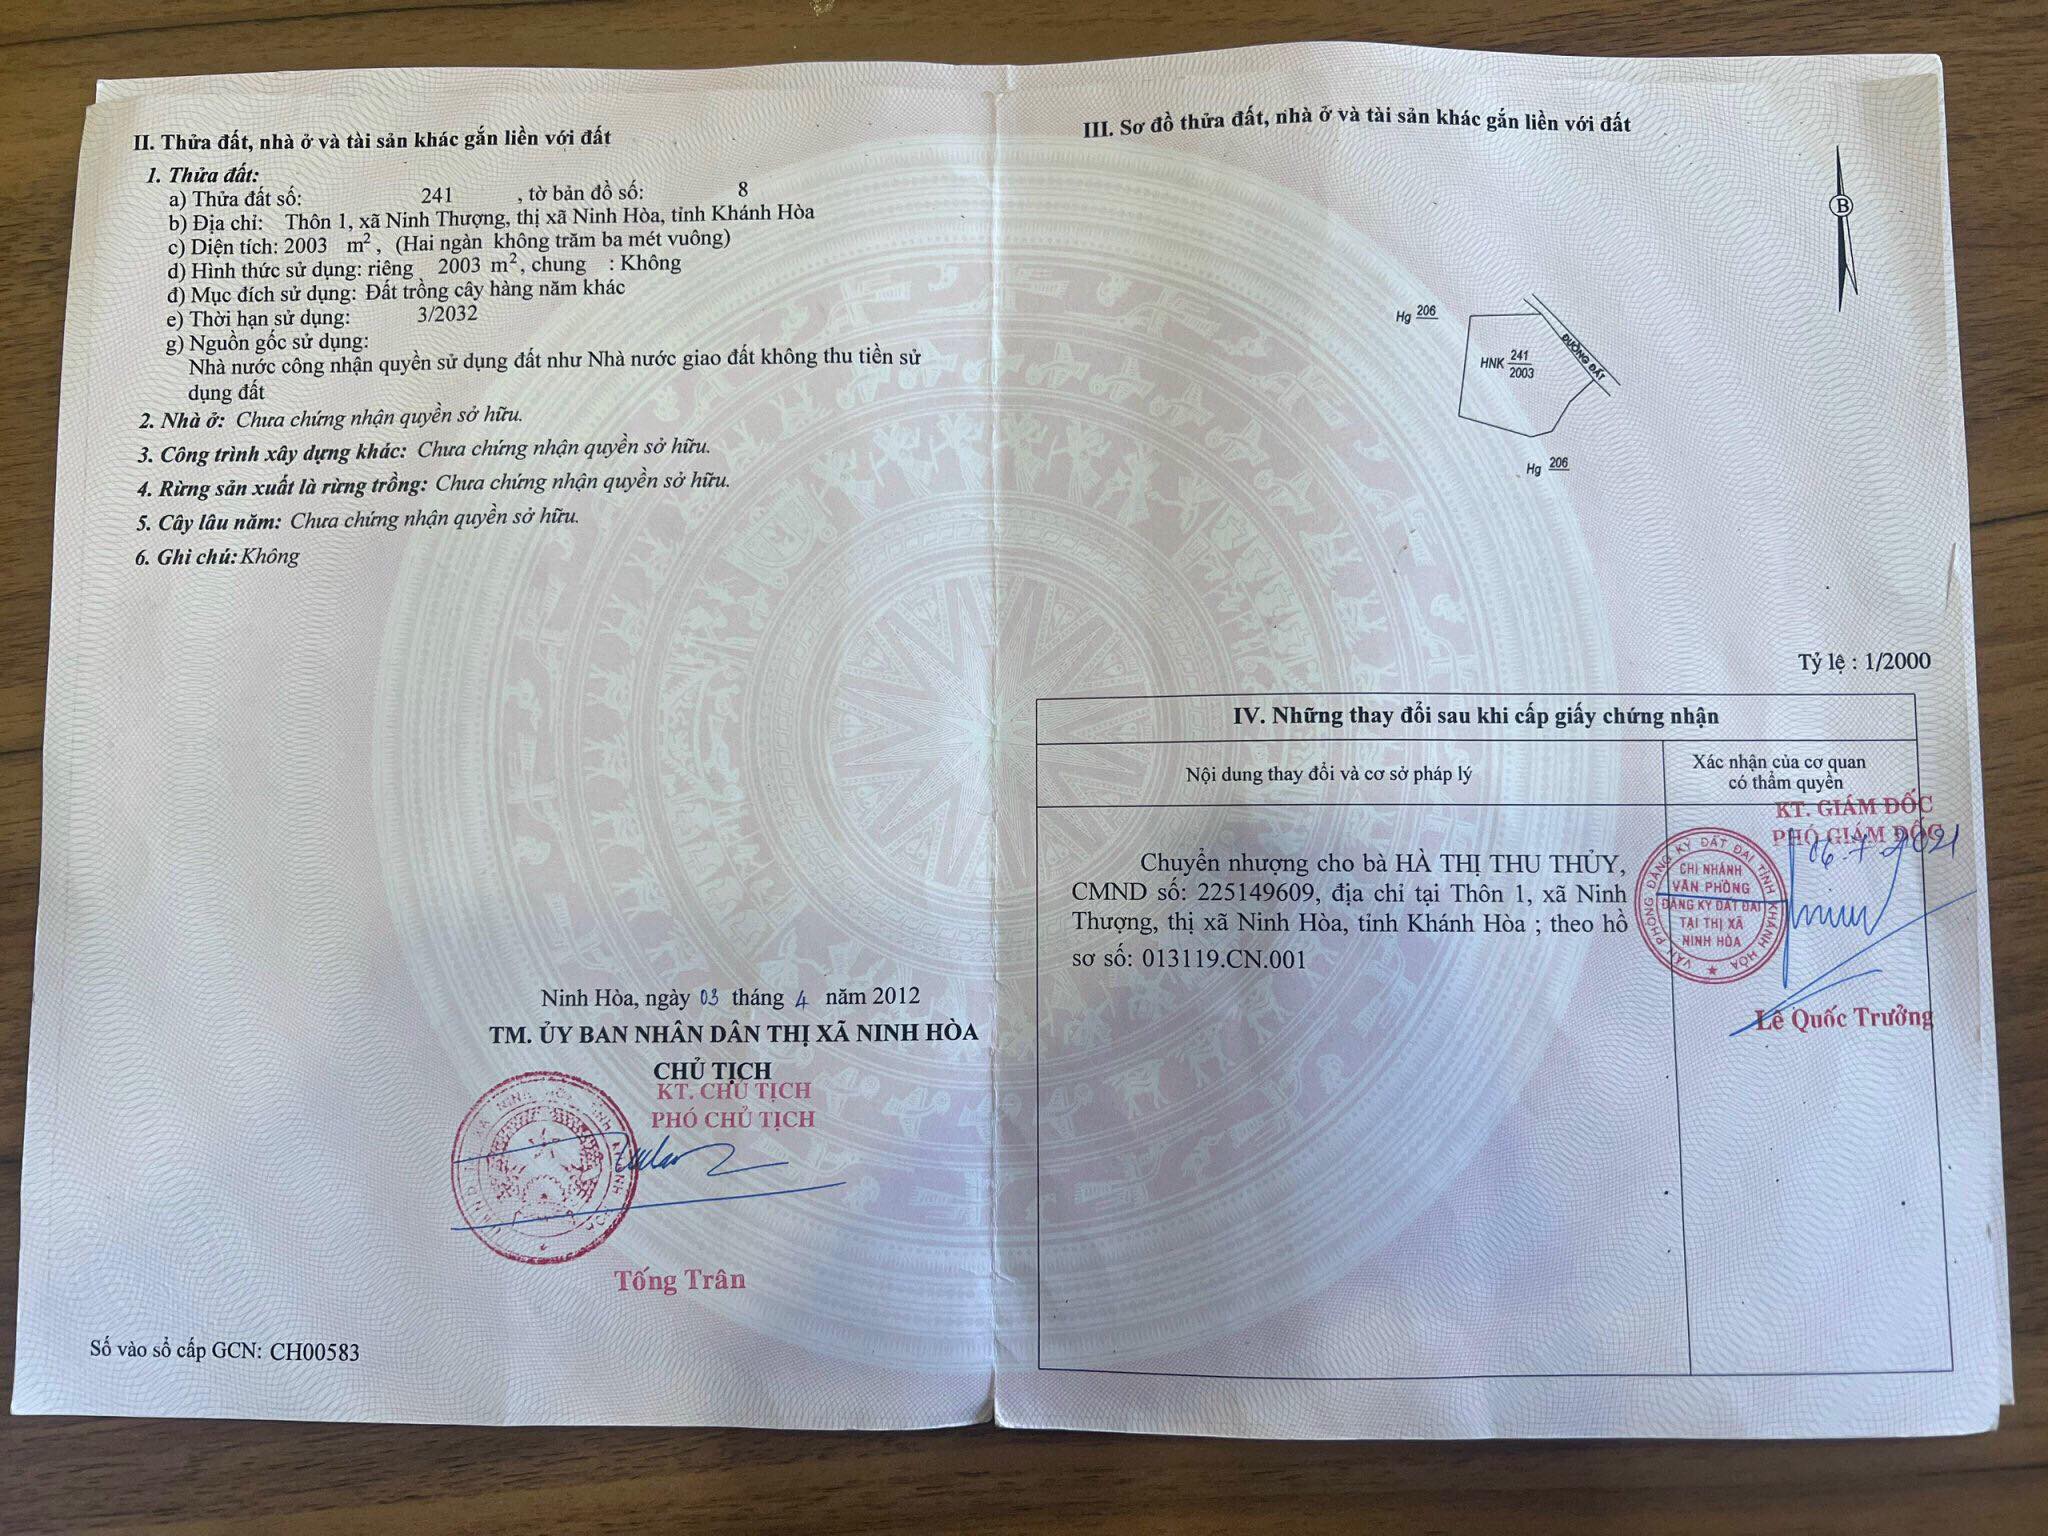 II. Thửa đất, nhà ở và tài sản khác gắn liền với đất
1. Thửa đất:
a) Thửa đất số: 241 , tờ bản đồ số: 8
b) Địa chỉ: Thôn 1, xã Ninh Thượng, thị xã Ninh Hòa, tỉnh Khánh Hòa
c) Diện tích: 2003 m², (Hai ngàn không trăm ba mét vuông)
d) Hình thức sử dụng: riêng 2003 m², chung : Không
đ) Mục đích sử dụng: Đất trồng cây hàng năm khác
e) Thời hạn sử dụng: 3/2032
g) Nguồn gốc sử dụng:
Nhà nước công nhận quyền sử dụng đất như Nhà nước giao đất không thu tiền sử
dụng đất
2. Nhà ở: Chưa chứng nhận quyền sở hữu.
3. Công trình xây dựng khác: Chưa chứng nhận quyền sở hữu.
4. Rừng sản xuất là rừng trồng: Chưa chứng nhận quyền sở hữu.
5. Cây lâu năm: Chưa chứng nhận quyền sở hữu.
6. Ghi chú: Không
Ninh Hòa, ngày 03 tháng 4 năm 2012
TM. ỦY BAN NHÂN DÂN THỊ XÃ NINH HÒA
CHỦ TỊCH
KT. CHỦ TỊCH
PHÓ CHỦ TỊCH
Tống Trân
Số vào sổ cấp GCN: CH00583
III. Sơ đồ thửa đất, nhà ở và tài sản khác gắn liền với đất
B
Hg 206
HNK 241
2003
ĐƯỜNG ĐẤT
Hg 206
Tỷ lệ : 1/2000
IV. Những thay đổi sau khi cấp giấy chứng nhận
Nội dung thay đổi và cơ sở pháp lý
Xác nhận của cơ quan
có thẩm quyền
Chuyển nhượng cho bà HÀ THỊ THU THỦY,
CMND số: 225149609, địa chỉ tại Thôn 1, xã Ninh
Thượng, thị xã Ninh Hòa, tỉnh Khánh Hòa ; theo hồ
sơ số: 013119.CN.001
KT. GIÁM ĐỐC
PHÓ GIÁM ĐỐC
06-7-2021
VĂN PHÒNG ĐĂNG KÝ ĐẤT ĐAI TỈNH KHÁNH HÒA
CHI NHÁNH
VĂN PHÒNG
ĐĂNG KÝ ĐẤT ĐAI
TẠI THỊ XÃ
NINH HÒA
Lê Quốc Trưởng